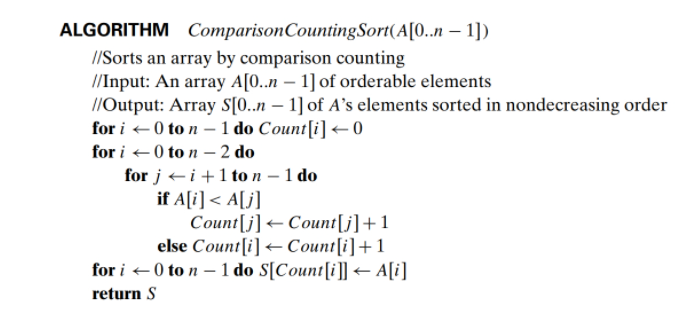 ALGORITHM ComparisonCountingSort(A[0..n − 1])
//Sorts an array by comparison counting
//Input: An array A[0..n − 1] of orderable elements
//Output: Array S[0..n − 1] of A's elements sorted in nondecreasing order
for i ← 0 to n − 1 do Count[i] ← 0
for i ← 0 to n − 2 do
for j ← i + 1 to n − 1 do
if A[i] < A[j]
Count[j] ← Count[j] + 1
else Count[i] ← Count[i] + 1
for i ← 0 to n − 1 do S[Count[i]] ← A[i]
return S